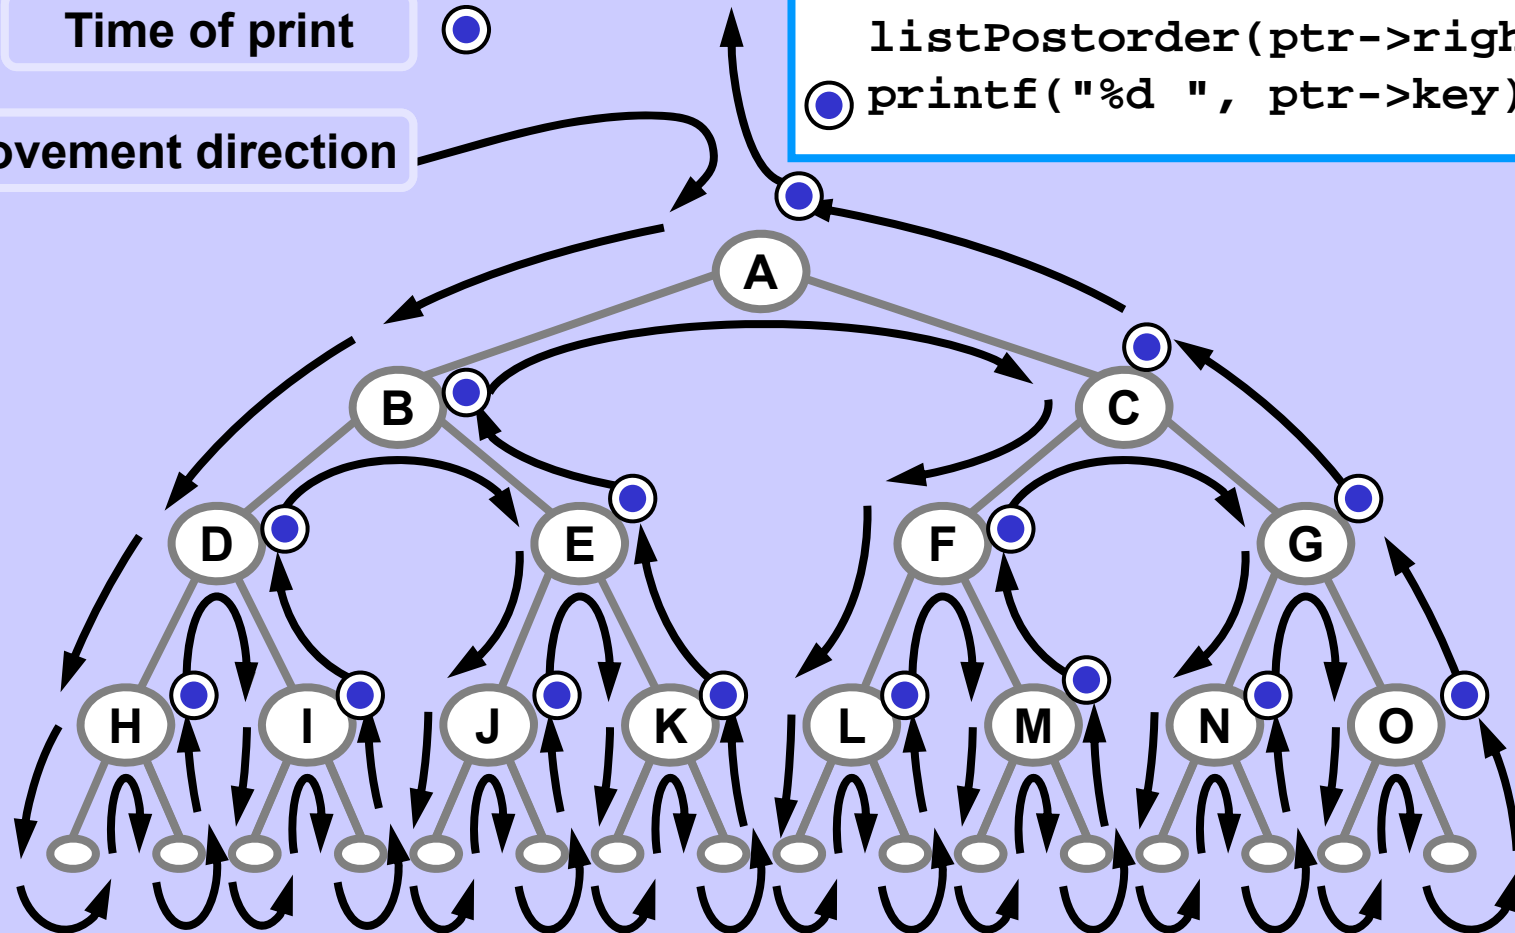 Time of print
listPostorder(ptr->righ
printf("%d ", ptr->key)
ovement direction
A
B
C
D
E
F
G
H
I
J
K
L
M
N
O